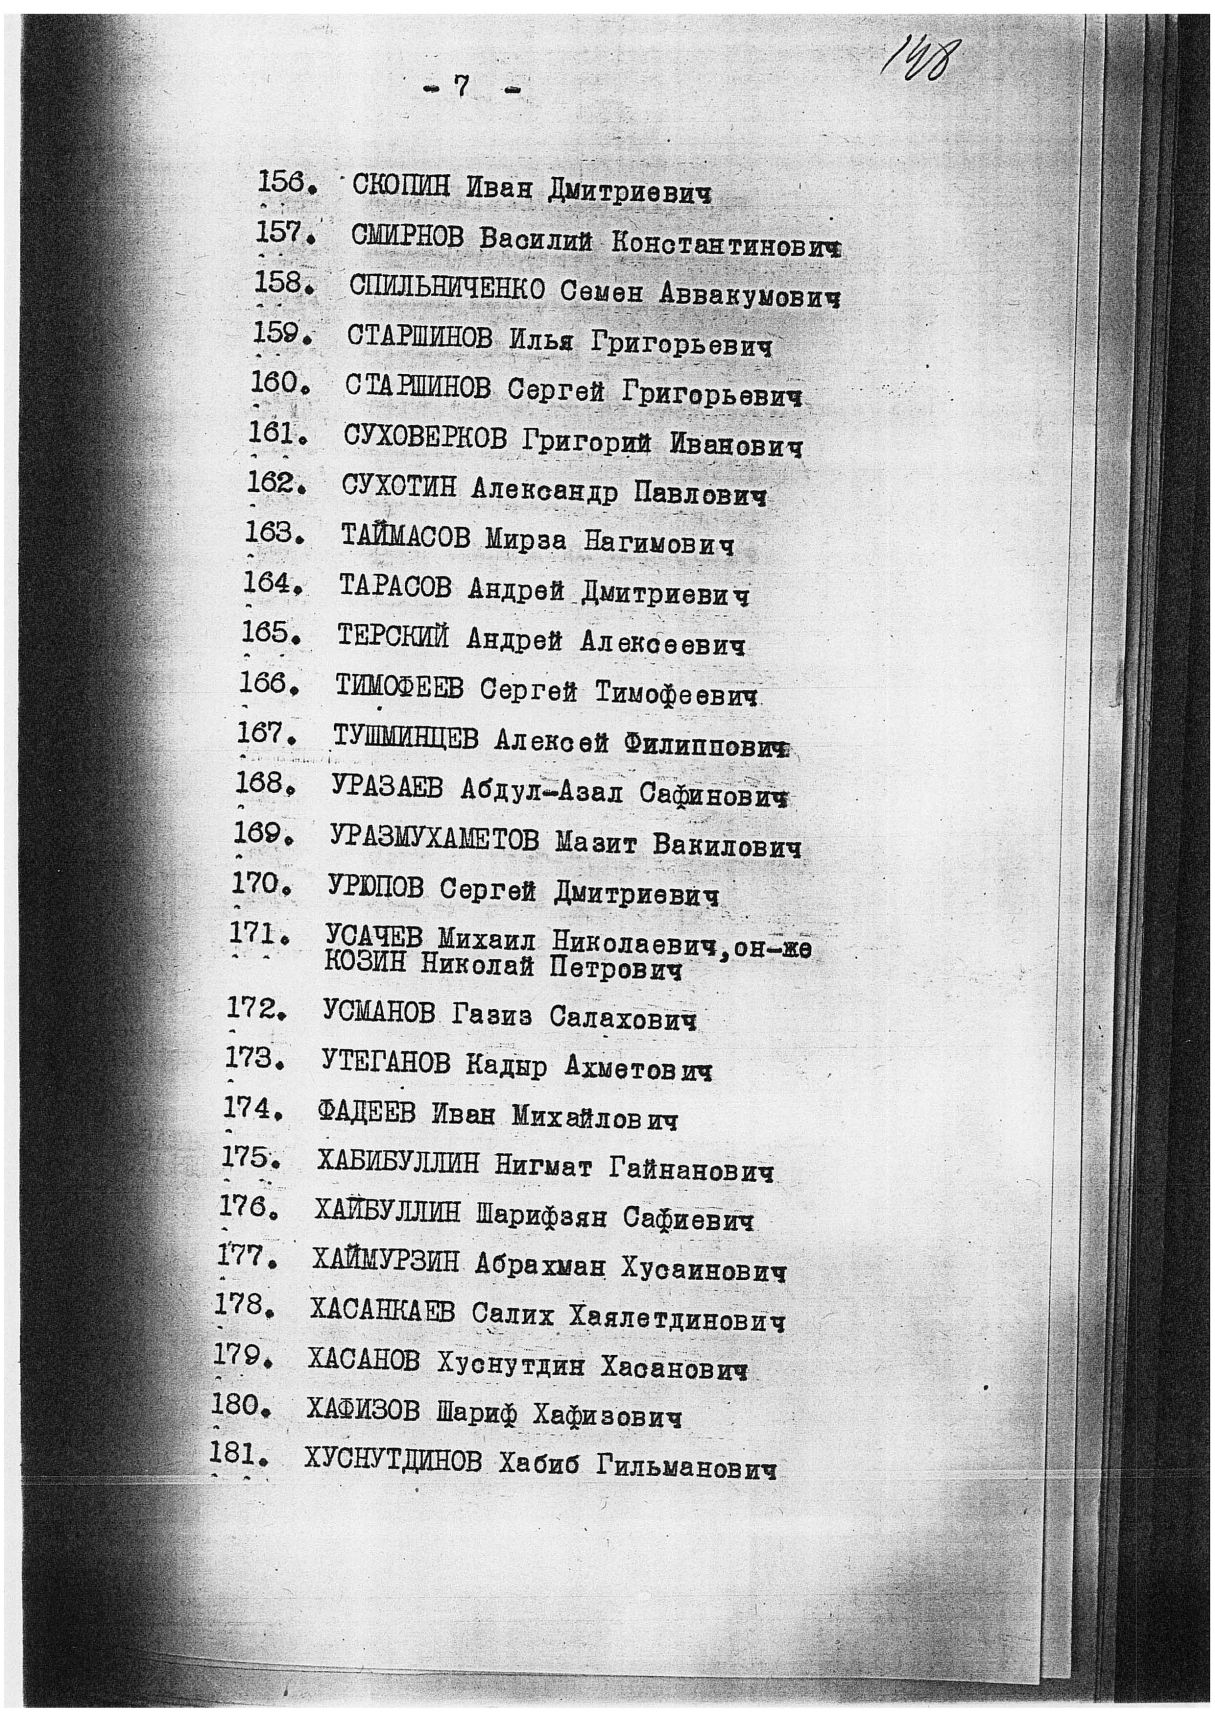 198
- 7 -
156. СКОПИН Иван Дмитриевич
157. СМИРНОВ Василий Константинович
158. СПИЛЬНИЧЕНКО Семен Аввакумович
159. СТАРШИНОВ Илья Григорьевич
160. СТАРШИНОВ Сергей Григорьевич
161. СУХОВЕРКОВ Григорий Иванович
162. СУХОТИН Александр Павлович
163. ТАЙМАСОВ Мирза Нагимович
164. ТАРАСОВ Андрей Дмитриевич
165. ТЕРСКИЙ Андрей Алексеевич
166. ТИМОФЕЕВ Сергей Тимофеевич
167. ТУШМИНЦЕВ Алексей Филиппович
168. УРАЗАЕВ Абдул-Азал Сафинович
169. УРАЗМУХАМЕТОВ Мазит Вакилович
170. УРЮПОВ Сергей Дмитриевич
171. УСАЧЕВ Михаил Николаевич,он-же
КОЗИН Николай Петрович
172. УСМАНОВ Газиз Салахович
173. УТЕГАНОВ Кадыр Ахметович
174. ФАДЕЕВ Иван Михайлович
175. ХАБИБУЛЛИН Нигмат Гайнанович
176. ХАЙБУЛЛИН Шарифзян Сафиевич
177. ХАЙМУРЗИН Абрахман Хусаинович
178. ХАСАНКАЕВ Салих Хаялетдинович
179. ХАСАНОВ Хуснутдин Хасанович
180. ХАФИЗОВ Шариф Хафизович
181. ХУСНУТДИНОВ Хабиб Гильманович